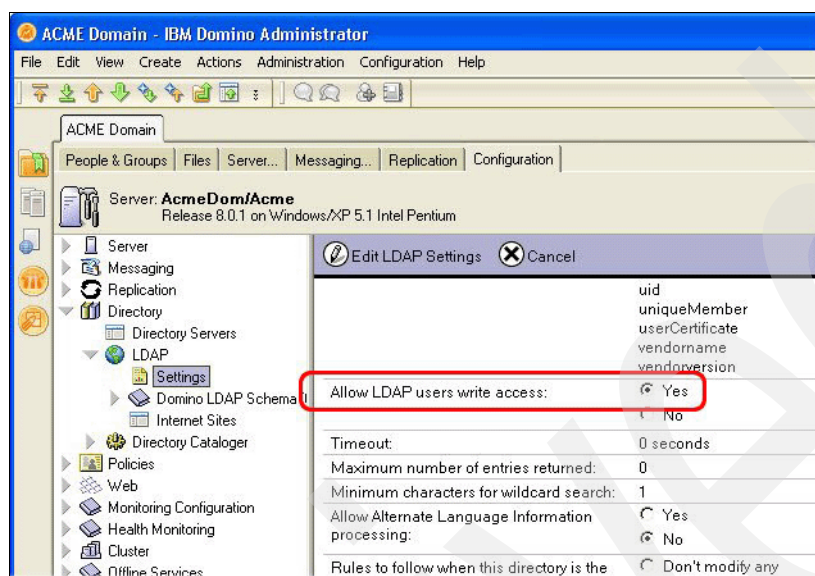 ACME Domain - IBM Domino Administrator
File Edit View Create Actions Administration Configuration Help
ACME Domain
People & Groups Files Server... Messaging... Replication Configuration
Server: AcmeDom/Acme
Release 8.0.1 on Windows/XP 5.1 Intel Pentium
Server
Messaging
Replication
Directory
Directory Servers
LDAP
Settings
Domino LDAP Schema
Internet Sites
Directory Cataloger
Policies
Web
Monitoring Configuration
Health Monitoring
Cluster
Offline Services
Edit LDAP Settings Cancel
uid
uniqueMember
userCertificate
vendorname
vendorversion
Allow LDAP users write access: Yes
No
Timeout: 0 seconds
Maximum number of entries returned: 0
Minimum characters for wildcard search: 1
Allow Alternate Language Information Yes
processing: No
Rules to follow when this directory is the Don't modify any